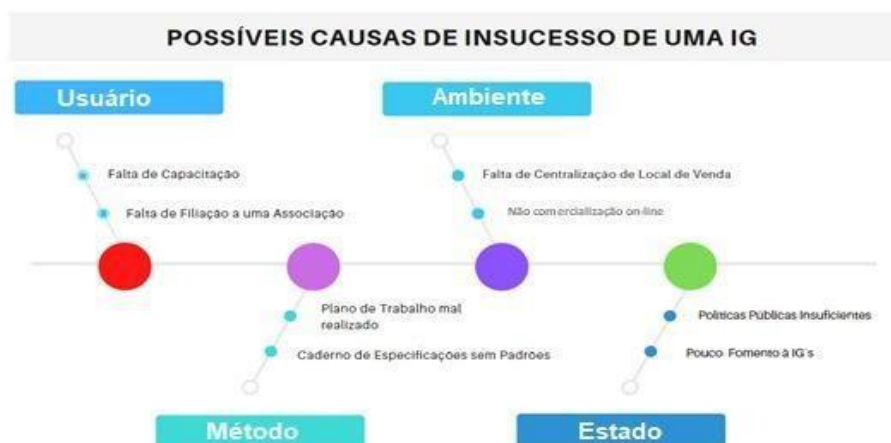 POSSÍVEIS CAUSAS DE INSUCESSO DE UMA IG
Usuário
Ambiente
Falta de Capacitação
Falta de Filiação a uma Associação
Falta de Centralização de Local de Venda
Não comercialização on-line
Plano de Trabalho mal
realizado
Caderno de Especificações sem Padrões
Políticas Públicas Insuficientes
Pouco Fomento à IG's
Método
Estado